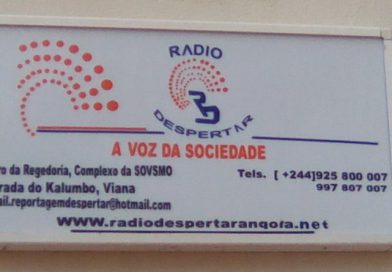 RADIO
DESPERTAR
A VOZ DA SOCIEDADE
ro da Regedoria, Complexo da SOVSMO
rada do Kalumbo, Viana
ail.reportagemdespertar@hotmail.com
Tels. [ +244]925 800 007
997 807 007
www.radiodespertarangola.net